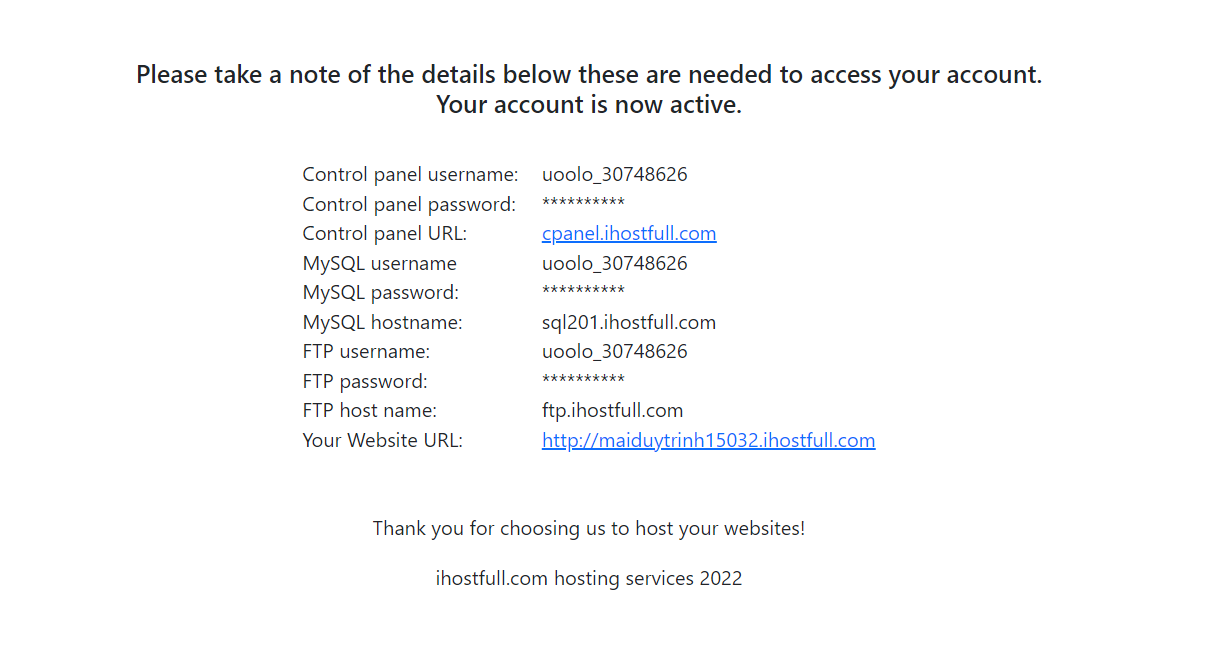 Please take a note of the details below these are needed to access your account.
Your account is now active.
Control panel username: uoolo_30748626
Control panel password: **********
Control panel URL: cpanel.ihostfull.com
MySQL username uoolo_30748626
MySQL password: **********
MySQL hostname: sql201.ihostfull.com
FTP username: uoolo_30748626
FTP password: **********
FTP host name: ftp.ihostfull.com
Your Website URL: http://maiduytrinh15032.ihostfull.com
Thank you for choosing us to host your websites!
ihostfull.com hosting services 2022